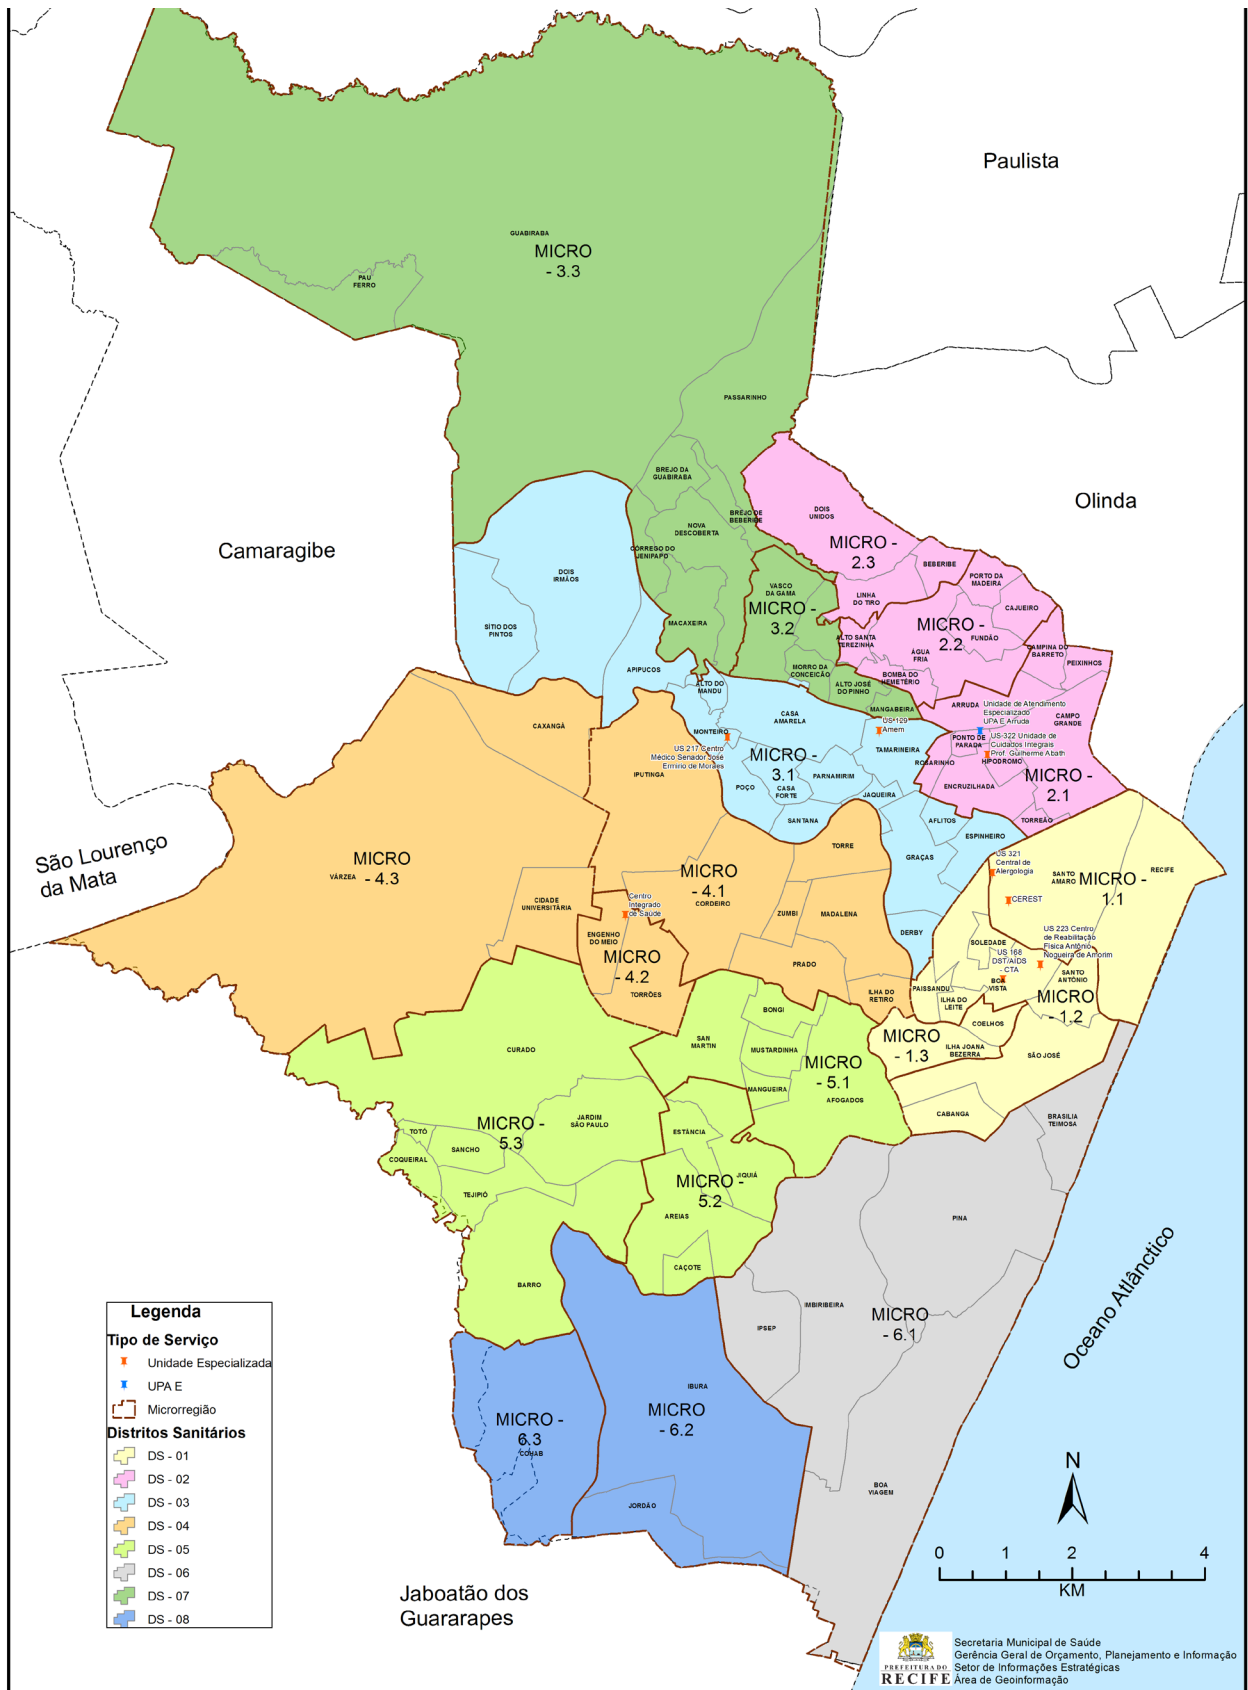 Paulista
GUABIRABA
MICRO
- 3.3
PAU
FERRO
PASSARINHO
BREJO DA
GUABIRABA
Olinda
DOIS
UNIDOS
BREJO DE
BEBERIBE
NOVA
DESCOBERTA
MICRO -
2.3
CÓRREGO DO
JENIPAPO
Camaragibe
BEBERIBE
DOIS
IRMÃOS
PORTO DA
MADEIRA
VASCO
DA GAMA
LINHA
DO TIRO
CAJUEIRO
MICRO -
3.2
MACAXEIRA
SÍTIO DOS
PINTOS
MICRO -
2.2
ALTO SANTA
TEREZINHA
FUNDÃO
ÁGUA
FRIA
CAMPINA DO
BARRETO
PEIXINHOS
APIPUCOS
MORRO DA
CONCEIÇÃO
BOMBA DO
HEMETÉRIO
ALTO DO
MANDU
ALTO JOSÉ
DO PINHO
MANGABEIRA
ARRUDA
Unidade de Atendimento
Especializado
UPA E Arruda
CASA
AMARELA
CAMPO
GRANDE
US 129
Amem
CAXANGÁ
MONTEIRO
PONTO DE
PARADA
US 322 Unidade de
Cuidados Integrais
Prof. Guilherme Abath
US 217 Centro
Médico Senador José
Ermírio de Moraes
TAMARINEIRA
MICRO -
3.1
ROSARINHO
HIPÓDROMO
IPUTINGA
PARNAMIRIM
POÇO
CASA
FORTE
ENCRUZILHADA
MICRO -
2.1
JAQUEIRA
SANTANA
AFLITOS
TORREÃO
ESPINHEIRO
TORRE
São Lourenço
da Mata
MICRO
- 4.3
VÁRZEA
GRAÇAS
US 321
Central de
Alergologia
RECIFE
SANTO
AMARO
MICRO -
1.1
MICRO
- 4.1
CORDEIRO
CEREST
CIDADE
UNIVERSITÁRIA
Centro
Integrado
de Saúde
ZUMBI
MADALENA
DERBY
ENGENHO
DO MEIO
US 223 Centro
de Reabilitação
Física Antônio
Nogueira de Amorim
SOLEDADE
US 168
DST/AIDS
- CTA
MICRO
- 4.2
PRADO
SANTO
ANTÔNIO
BOA
VISTA
PAISSANDU
TORRÕES
ILHA DO
RETIRO
ILHA DO
LEITE
MICRO
- 1.2
BONGI
COELHOS
MICRO
- 1.3
SAN
MARTIN
CURADO
MUSTARDINHA
ILHA JOANA
BEZERRA
SÃO JOSÉ
MICRO
- 5.1
MANGUEIRA
AFOGADOS
CABANGA
BRASILIA
TEIMOSA
JARDIM
SÃO PAULO
MICRO -
5.3
TOTÓ
ESTÂNCIA
SANCHO
COQUEIRAL
JIQUIÁ
MICRO -
5.2
TEJIPIÓ
AREIAS
PINA
CAÇOTE
BARRO
Oceano Atlânctico
IMBIRIBEIRA
MICRO
- 6.1
IPSEP
Legenda
Tipo de Serviço
Unidade Especializada
UPA E
Microrregião
Distritos Sanitários
DS - 01
DS - 02
DS - 03
DS - 04
DS - 05
DS - 06
DS - 07
DS - 08
IBURA
MICRO
- 6.2
MICRO -
6.3
COHAB
BOA
VIAGEM
JORDÃO
N
0 1 2 4
KM
Jaboatão dos
Guararapes
PREFEITURA DO
RECIFE
Secretaria Municipal de Saúde
Gerência Geral de Orçamento, Planejamento e Informação
Setor de Informações Estratégicas
Área de Geoinformação